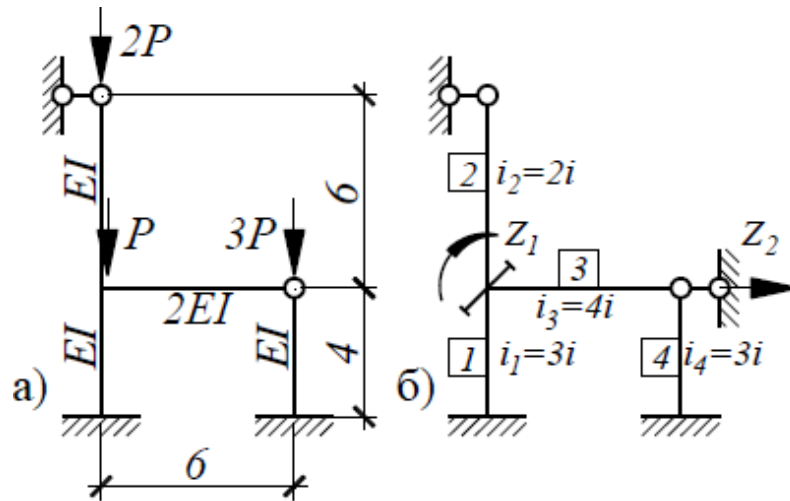 2P
EI
P
3P
2EI
EI
EI
6
4
6
а)
2
i₂=2i
Z₁
3
Z₂
i₃=4i
1
i₁=3i
4
i₄=3i
б)